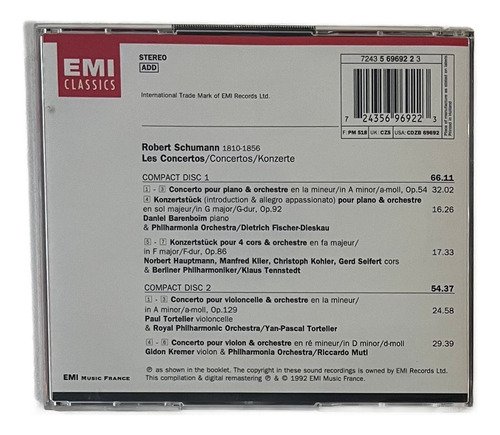 EMI
CLASSICS
STEREO
ADD
International Trade Mark of EMI Records Ltd.
7243 5 69692 2 3
7 24356 96922 3
F: PM 518 UK: CZS USA: CDZB 69692
Robert Schumann 1810-1856
Les Concertos/Concertos/Konzerte
COMPACT DISC 1 66.11
1 - 3 Concerto pour piano & orchestre en la mineur/in A minor/a-moll, Op.54 32.02
4 Konzertstück (introduction & allegro appassionato) pour piano & orchestre
en sol majeur/in G major/G-dur, Op.92 16.26
Daniel Barenboim piano
& Philharmonia Orchestra/Dietrich Fischer-Dieskau
5 - 7 Konzertstück pour 4 cors & orchestre en fa majeur/
in F major/F-dur, Op.86 17.33
Norbert Hauptmann, Manfred Klier, Christoph Kohler, Gerd Seifert cors
& Berliner Philharmoniker/Klaus Tennstedt
COMPACT DISC 2 54.37
1 - 3 Concerto pour violoncelle & orchestre en la mineur/
in A minor/a-moll, Op.129 24.58
Paul Tortelier violoncelle
& Royal Philharmonic Orchestra/Yan-Pascal Tortelier
4 - 6 Concerto pour violon & orchestre en ré mineur/in D minor/d-moll 29.39
Gidon Kremer violon & Philharmonia Orchestra/Riccardo Muti
EMI MUSIC FRANCE
℗ as shown in the booklet. The copyright in these sound recordings is owned by EMI Records Ltd.
This compilation & digital remastering ℗ & © 1992 EMI Music France.